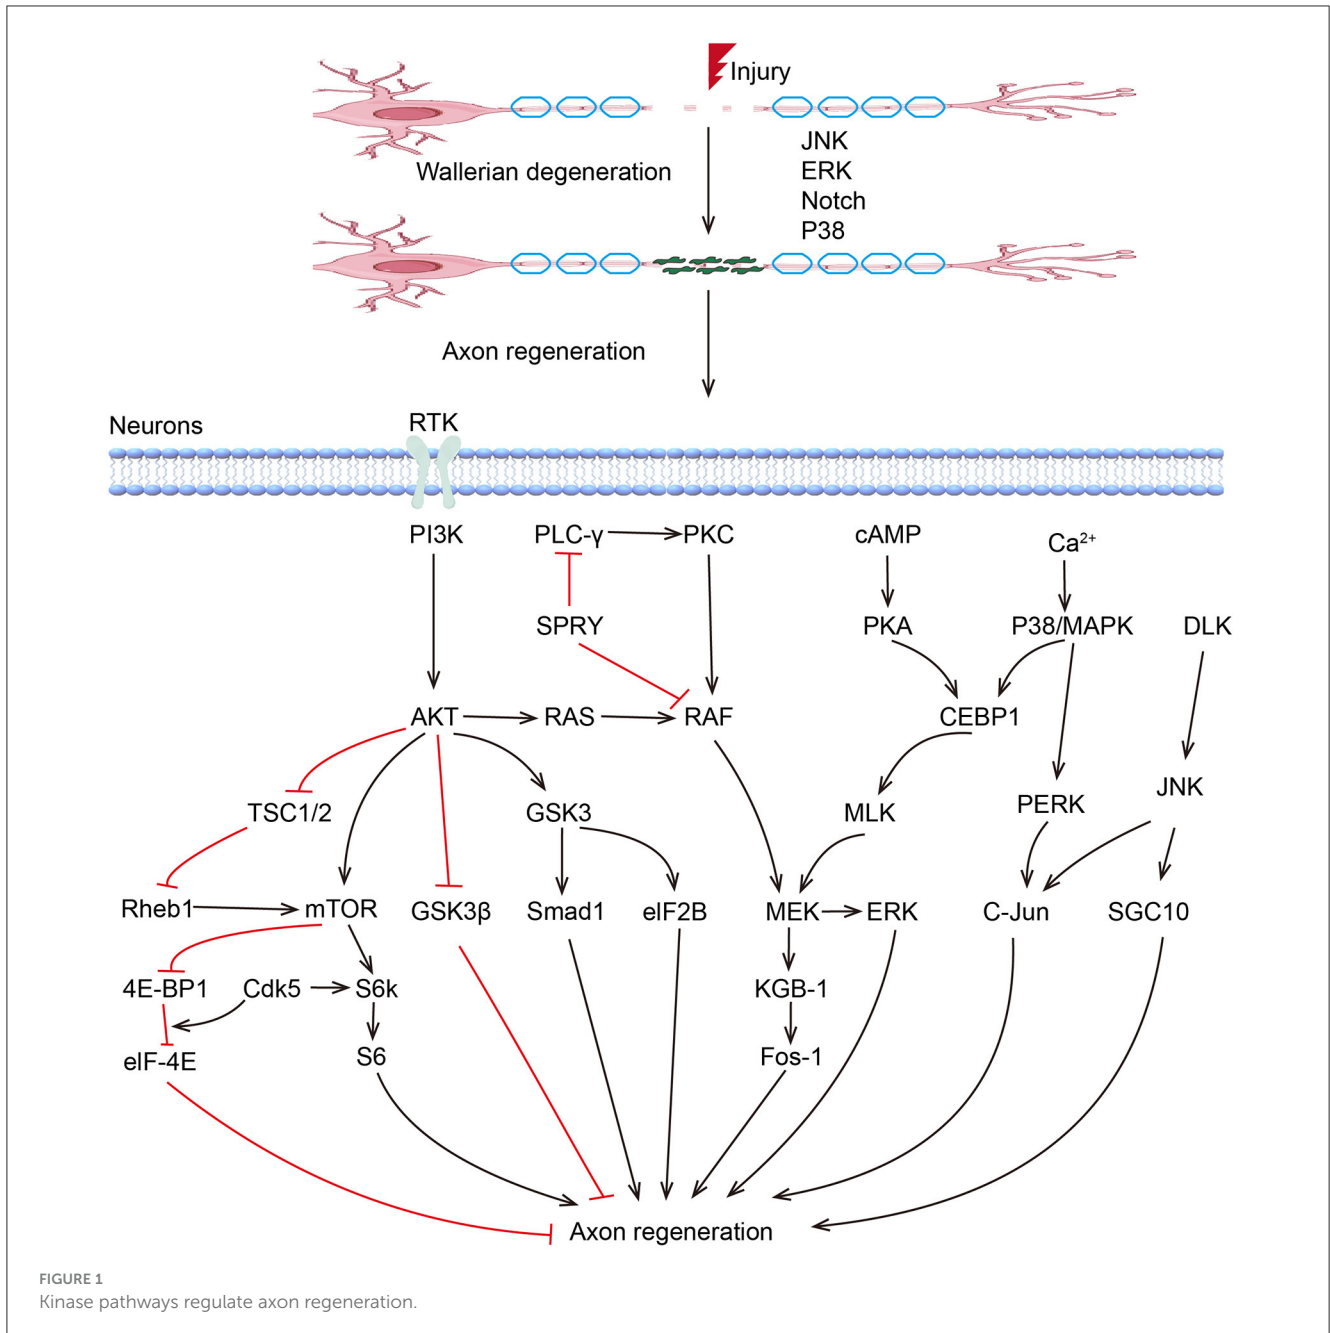 Injury
JNK
ERK
Notch
P38
Wallerian degeneration
Axon regeneration
Neurons
RTK
PI3K
PLC-γ
PKC
cAMP
Ca²⁺
SPRY
PKA
P38/MAPK
DLK
AKT
RAS
RAF
CEBP1
TSC1/2
GSK3
MLK
PERK
JNK
Rheb1
mTOR
GSK3β
Smad1
eIF2B
MEK
ERK
C-Jun
SGC10
4E-BP1
Cdk5
S6k
KGB-1
eIF-4E
S6
Fos-1
Axon regeneration
FIGURE 1
Kinase pathways regulate axon regeneration.